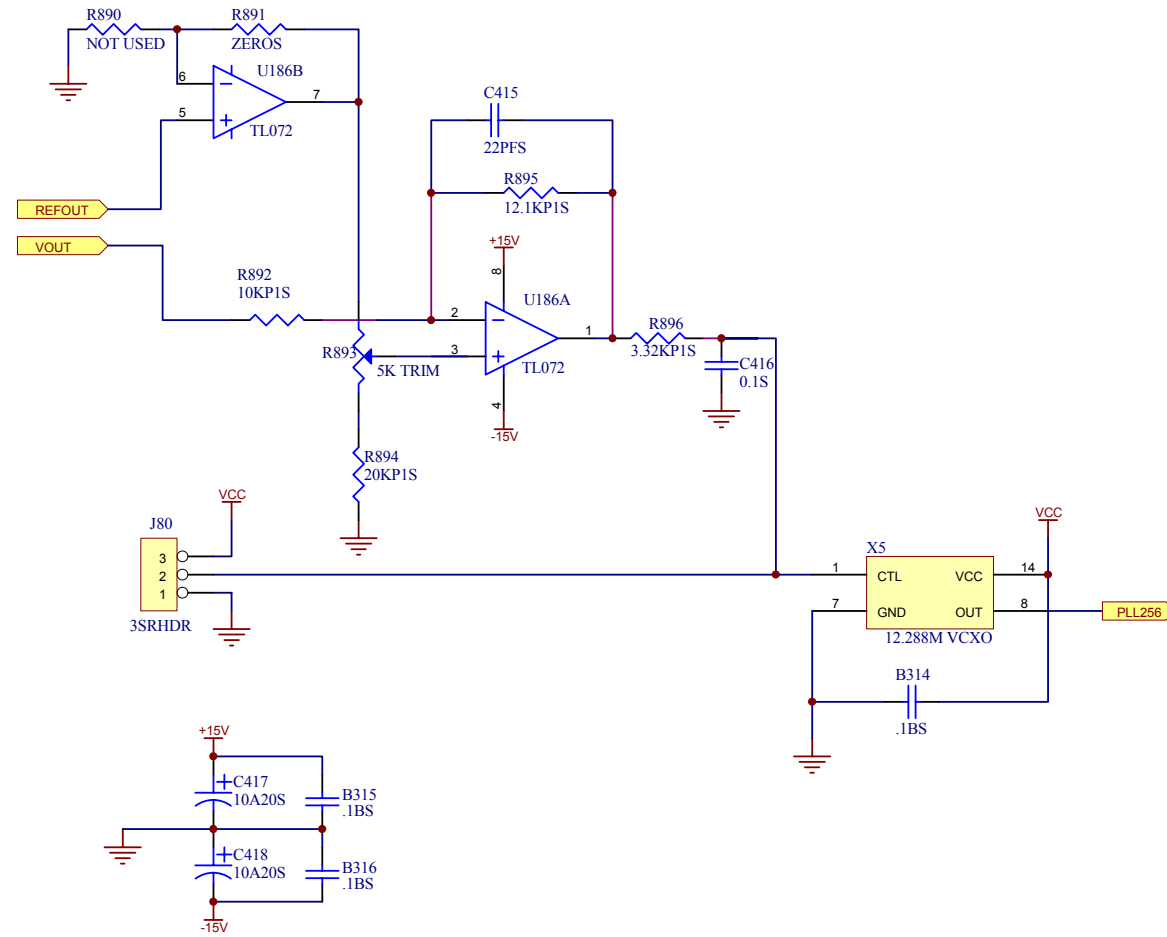 R890
NOT USED
R891
ZEROS
U186B
6
5
7
TL072
C415
22PFS
R895
12.1KP1S
REFOUT
VOUT
+15V
8
R892
10KP1S
U186A
2
3
1
R893
5K TRIM
TL072
4
-15V
R896
3.32KP1S
C416
0.1S
R894
20KP1S
VCC
J80
3
2
1
3SRHDR
VCC
X5
1
CTL
VCC
14
7
GND
OUT
8
12.288M VCXO
PLL256
B314
.1BS
+15V
C417
10A20S
B315
.1BS
C418
10A20S
B316
.1BS
-15V